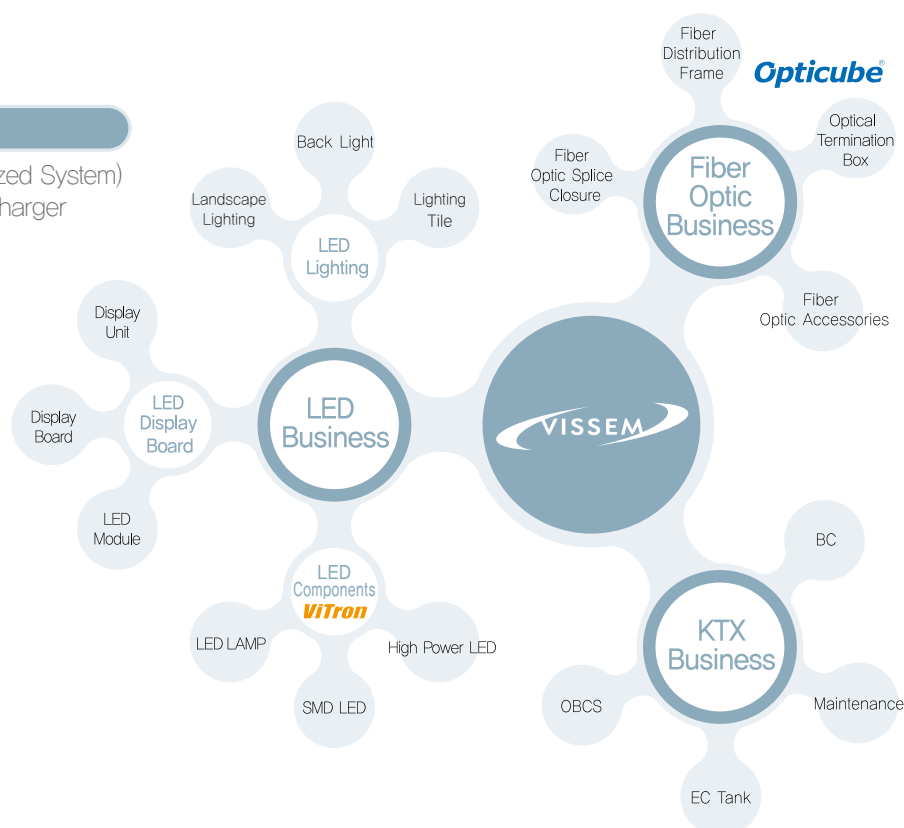 zed System)
harger
Back Light
Landscape
Lighting
Lighting
Tile
LED
Lighting
Display
Unit
Display
Board
LED
Display
Board
LED
Module
LED
Business
LED
Components
ViTron
LED LAMP
SMD LED
High Power LED
VISSEM
Fiber
Distribution
Frame
Opticube®
Optical
Termination
Box
Fiber
Optic Splice
Closure
Fiber
Optic
Business
Fiber
Optic Accessories
BC
KTX
Business
OBCS
Maintenance
EC Tank